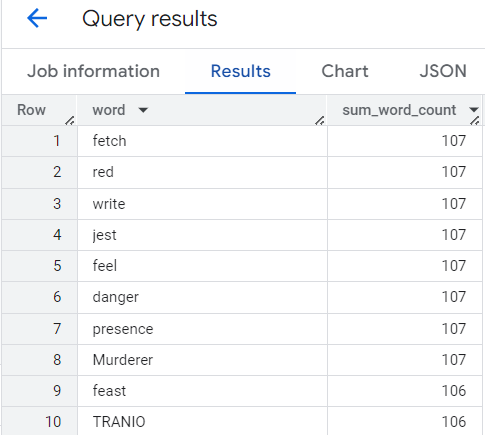 Query results
Job information Results Chart JSON
Row word sum_word_count
1 fetch 107
2 red 107
3 write 107
4 jest 107
5 feel 107
6 danger 107
7 presence 107
8 Murderer 107
9 feast 106
10 TRANIO 106